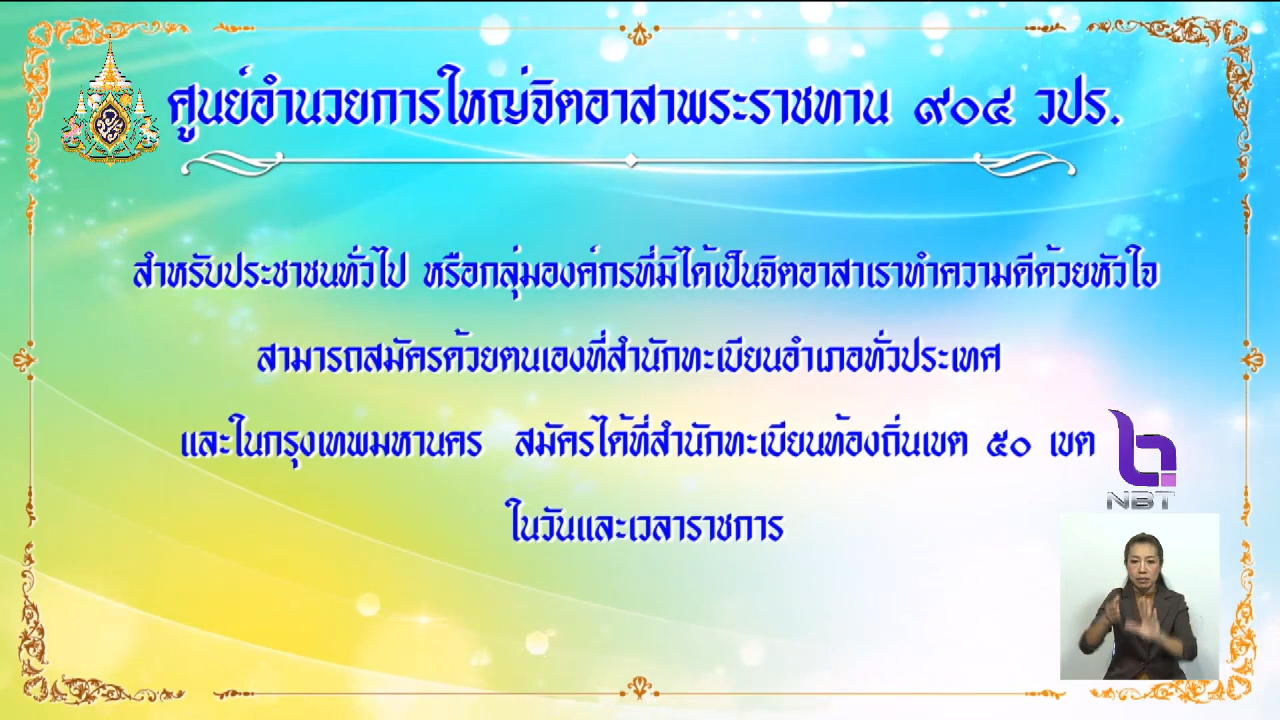 ศูนย์อำนวยการใหญ่จิตอาสาพระราชทาน ๙๐๔ วปร.
สำหรับประชาชนทั่วไป หรือกลุ่มองค์กรที่มิได้เป็นจิตอาสาเราทำความดีด้วยหัวใจ
สามารถสมัครด้วยตนเองที่สำนักทะเบียนอำเภอทั่วประเทศ
และในกรุงเทพมหานคร สมัครได้ที่สำนักทะเบียนท้องถิ่นเขต ๕๐ เขต
ในวันและเวลาราชการ
NBT